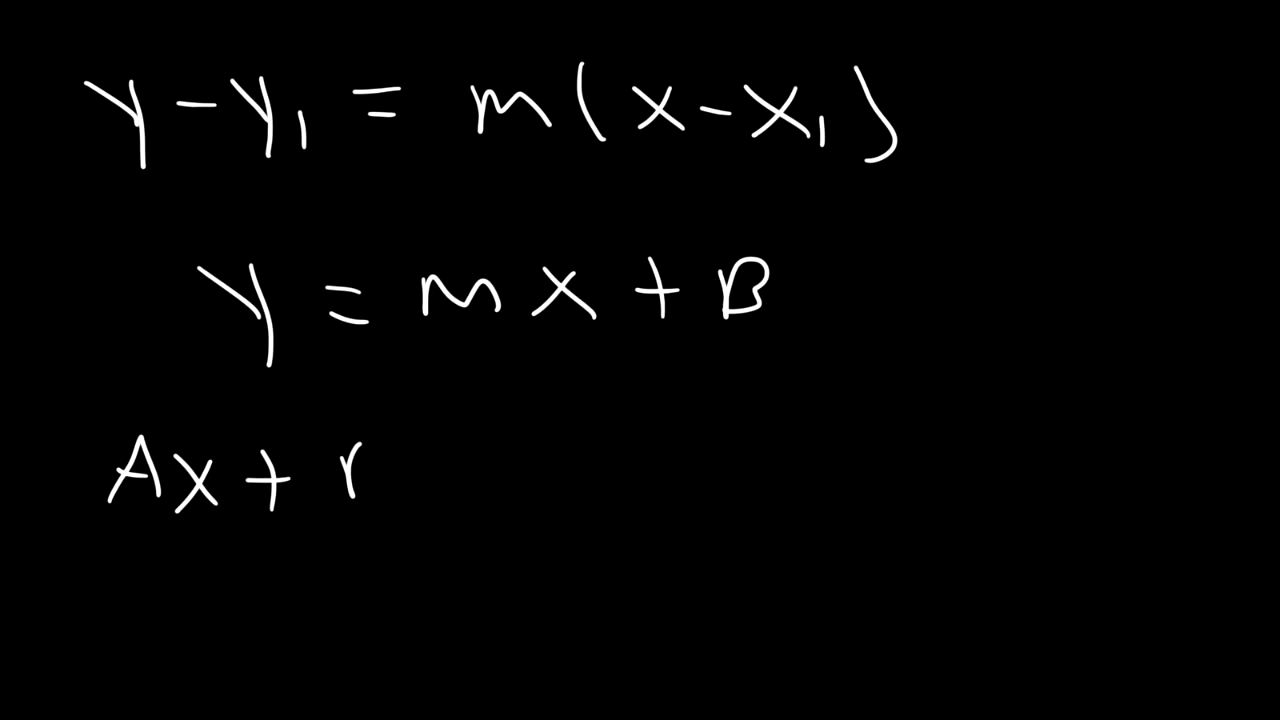 y - y₁ = m(x - x₁)
y = mx + B
Ax +